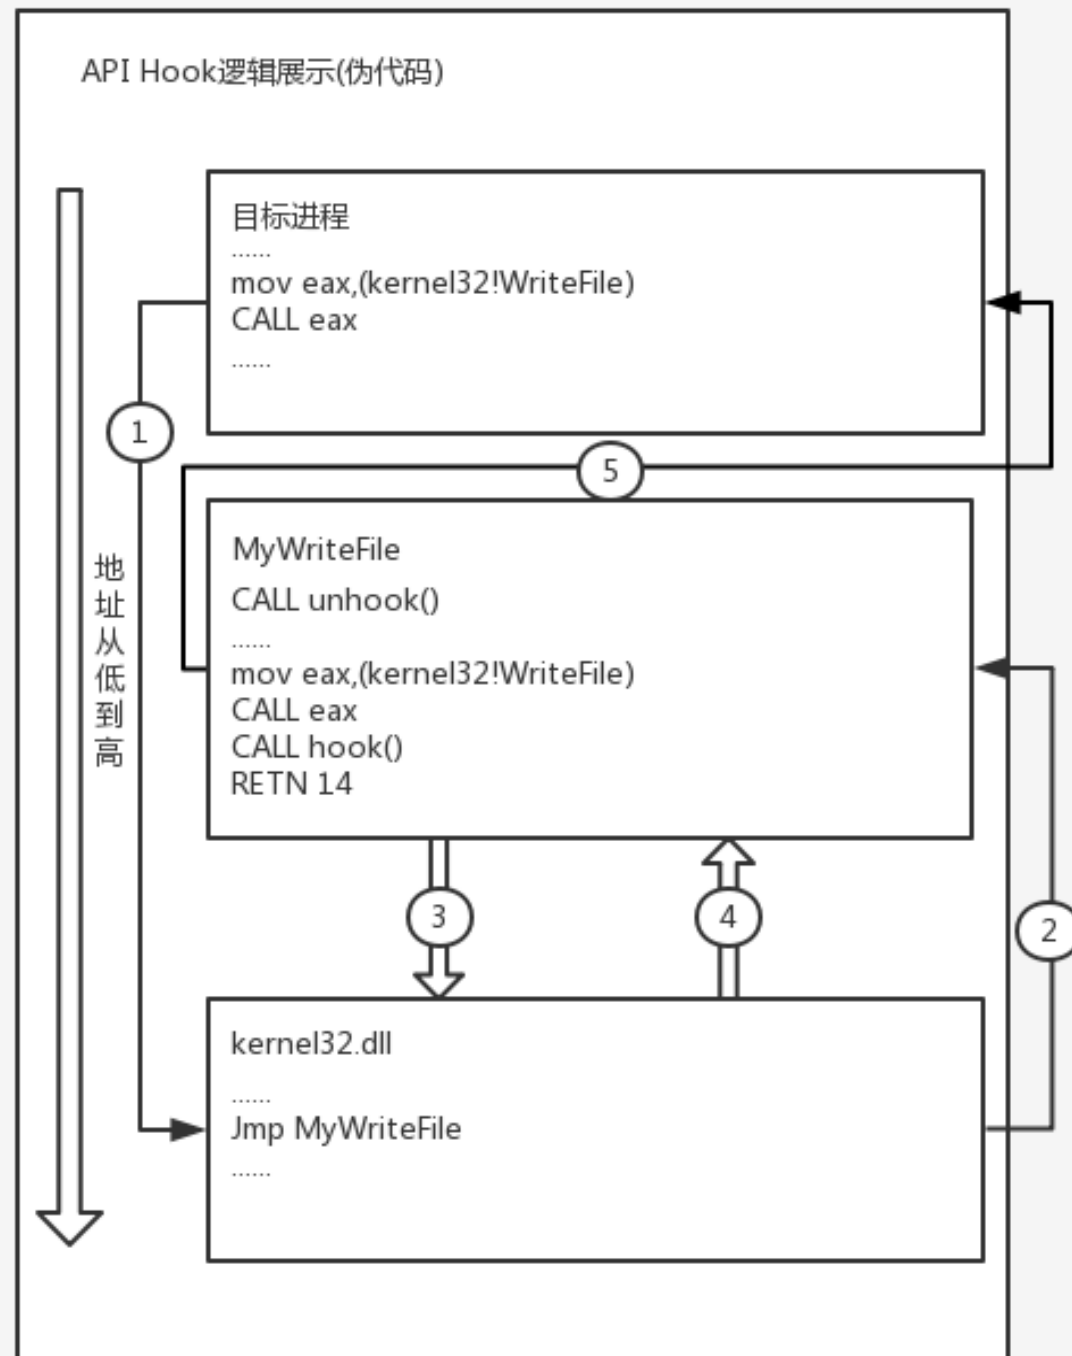 API Hook逻辑展示(伪代码)
目标进程
......
mov eax,(kernel32!WriteFile)
CALL eax
......
1
5
地址从低到高
MyWriteFile
CALL unhook()
......
mov eax,(kernel32!WriteFile)
CALL eax
CALL hook()
RETN 14
3
4
2
kernel32.dll
......
Jmp MyWriteFile
......